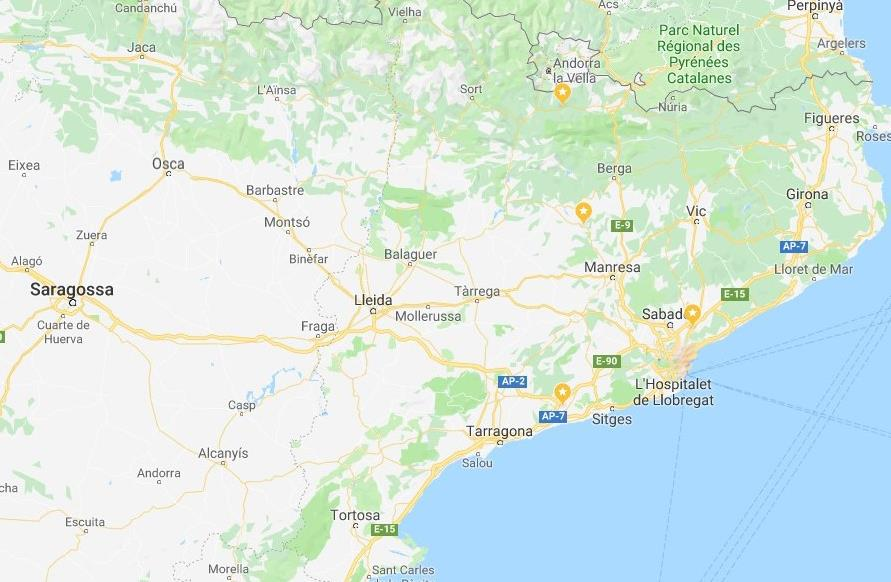 Candanchú
Vielha
Acs
Perpinyà
Jaca
Parc Naturel
Régional des
Pyrénées
Catalanes
Argelers
Andorra
la Vella
L'Aïnsa
Sort
Núria
Figueres
Roses
Eixea
Osca
Berga
Barbastre
Girona
Vic
Montsó
E-9
Zuera
AP-7
Balaguer
Binèfar
Alagó
Manresa
Lloret de Mar
Saragossa
Lleida
Tàrrega
E-15
Mollerussa
Sabad
Cuarte de
Huerva
Fraga
E-90
AP-2
L'Hospitalet
de Llobregat
Casp
AP-7
Sitges
Tarragona
Alcanyís
Salou
Andorra
Tortosa
Escuita
E-15
Morella
Sant Carles